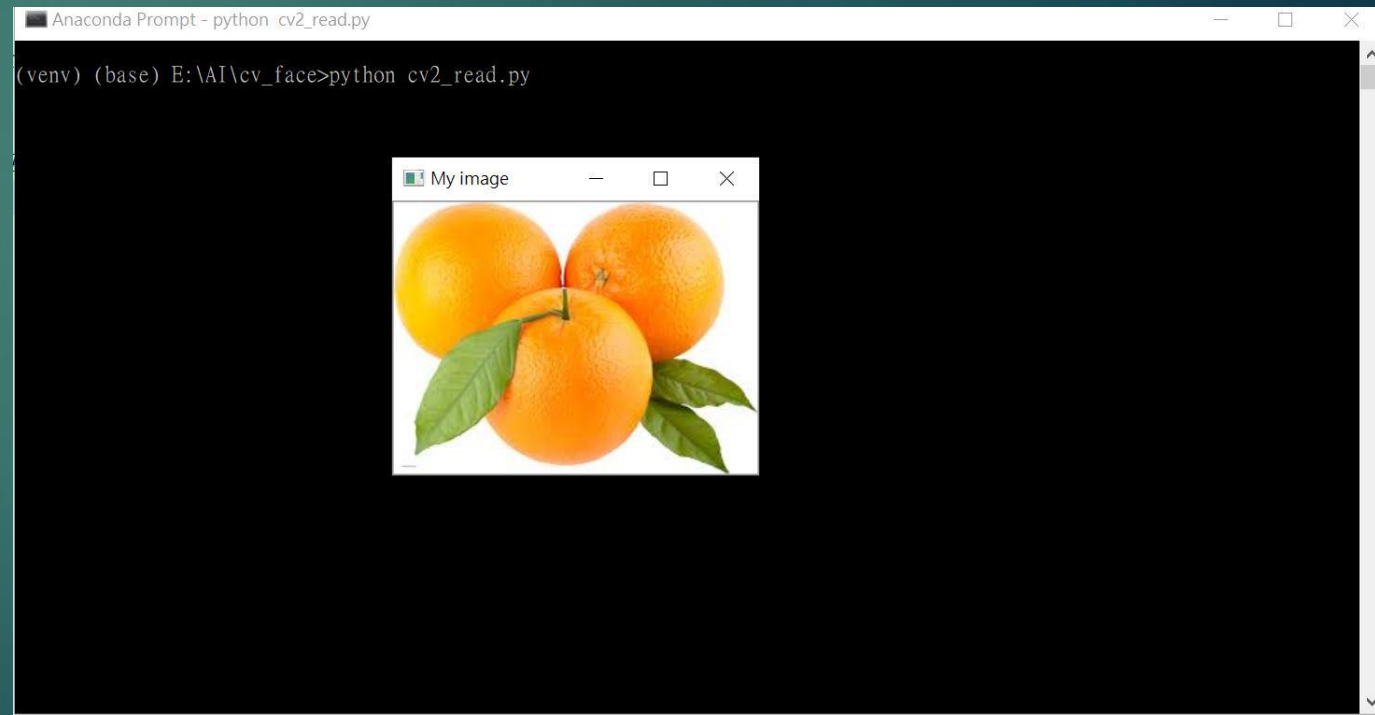 Anaconda Prompt - python  cv2_read.py
(venv) (base) E:\AI\cv_face>python cv2_read.py
My image